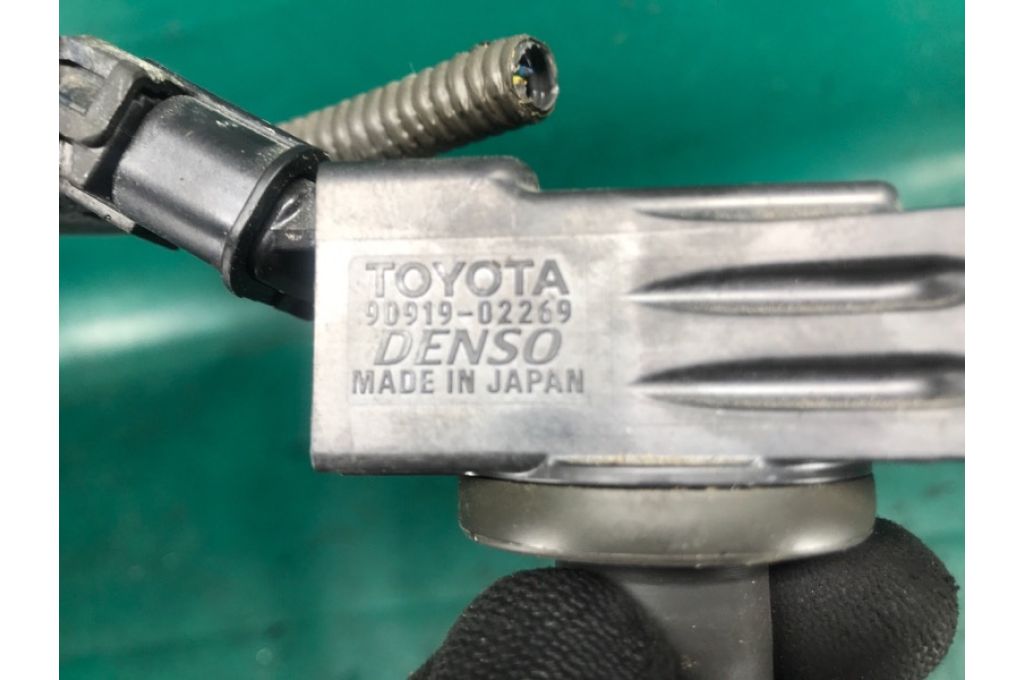 TOYOTA
90919-02269
DENSO
MADE IN JAPAN